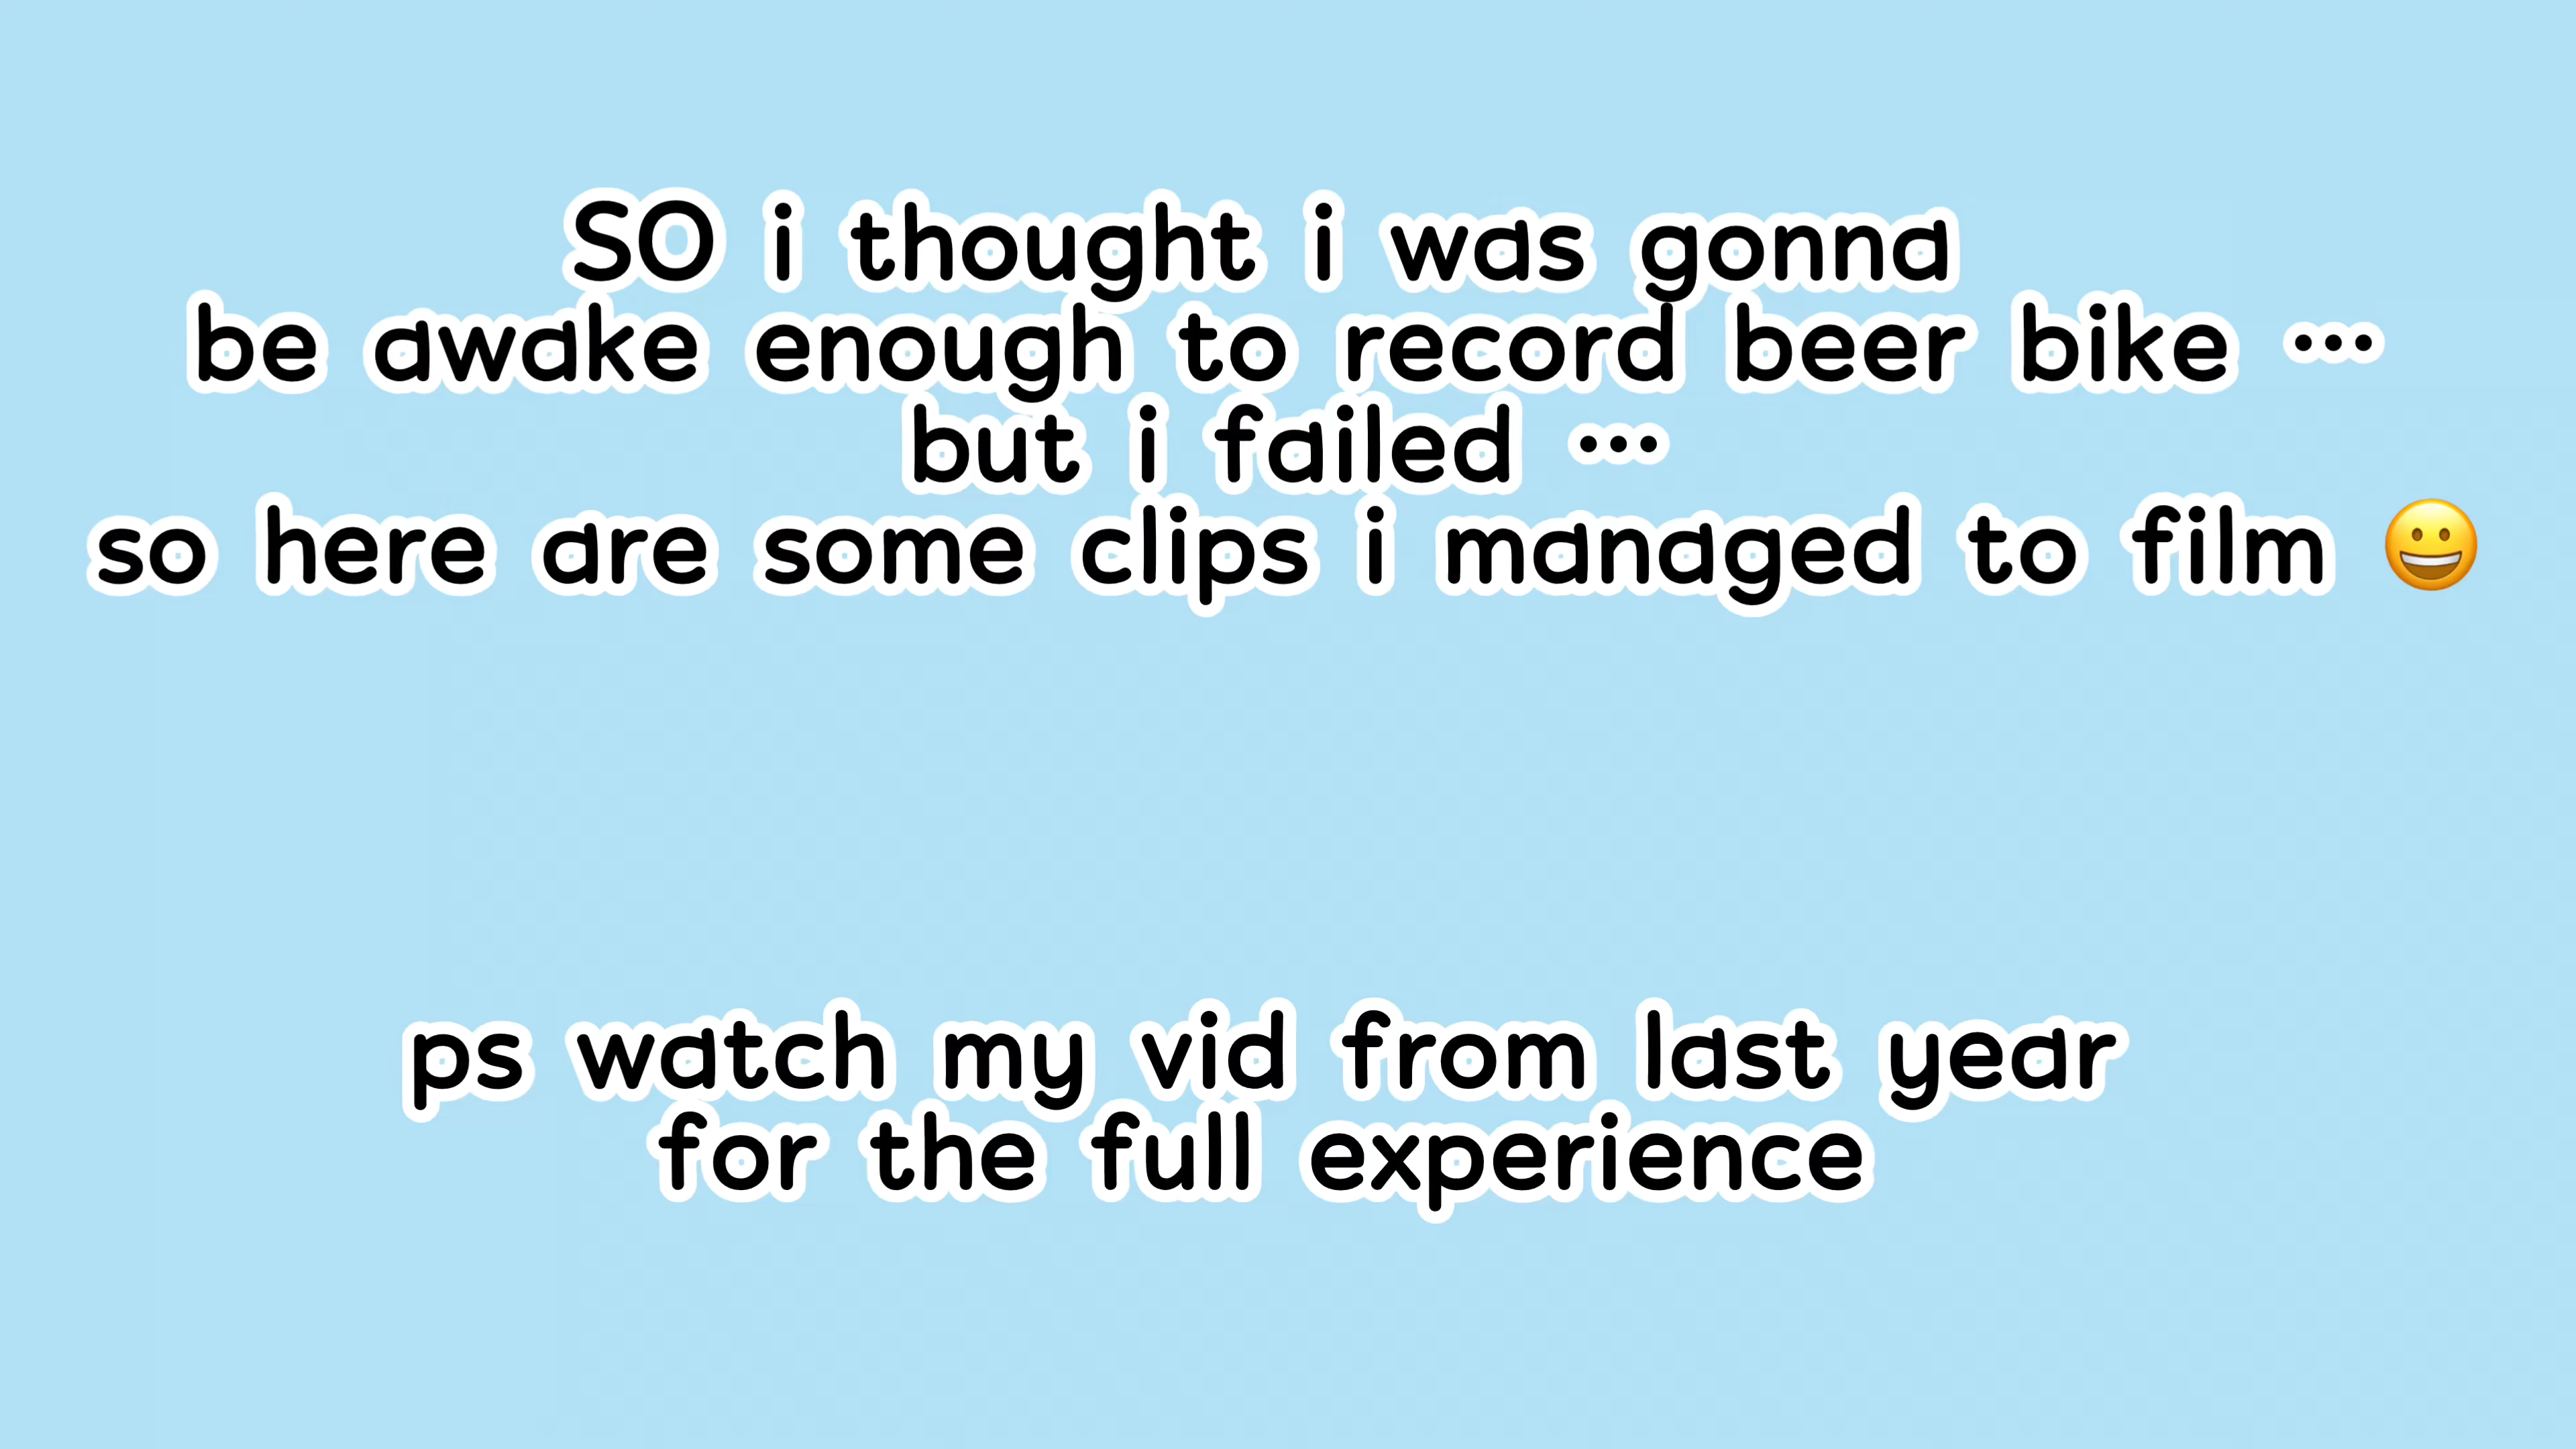 SO i thought i was gonna
be awake enough to record beer bike ...
but i failed ...
so here are some clips i managed to film 😀
ps watch my vid from last year
for the full experience